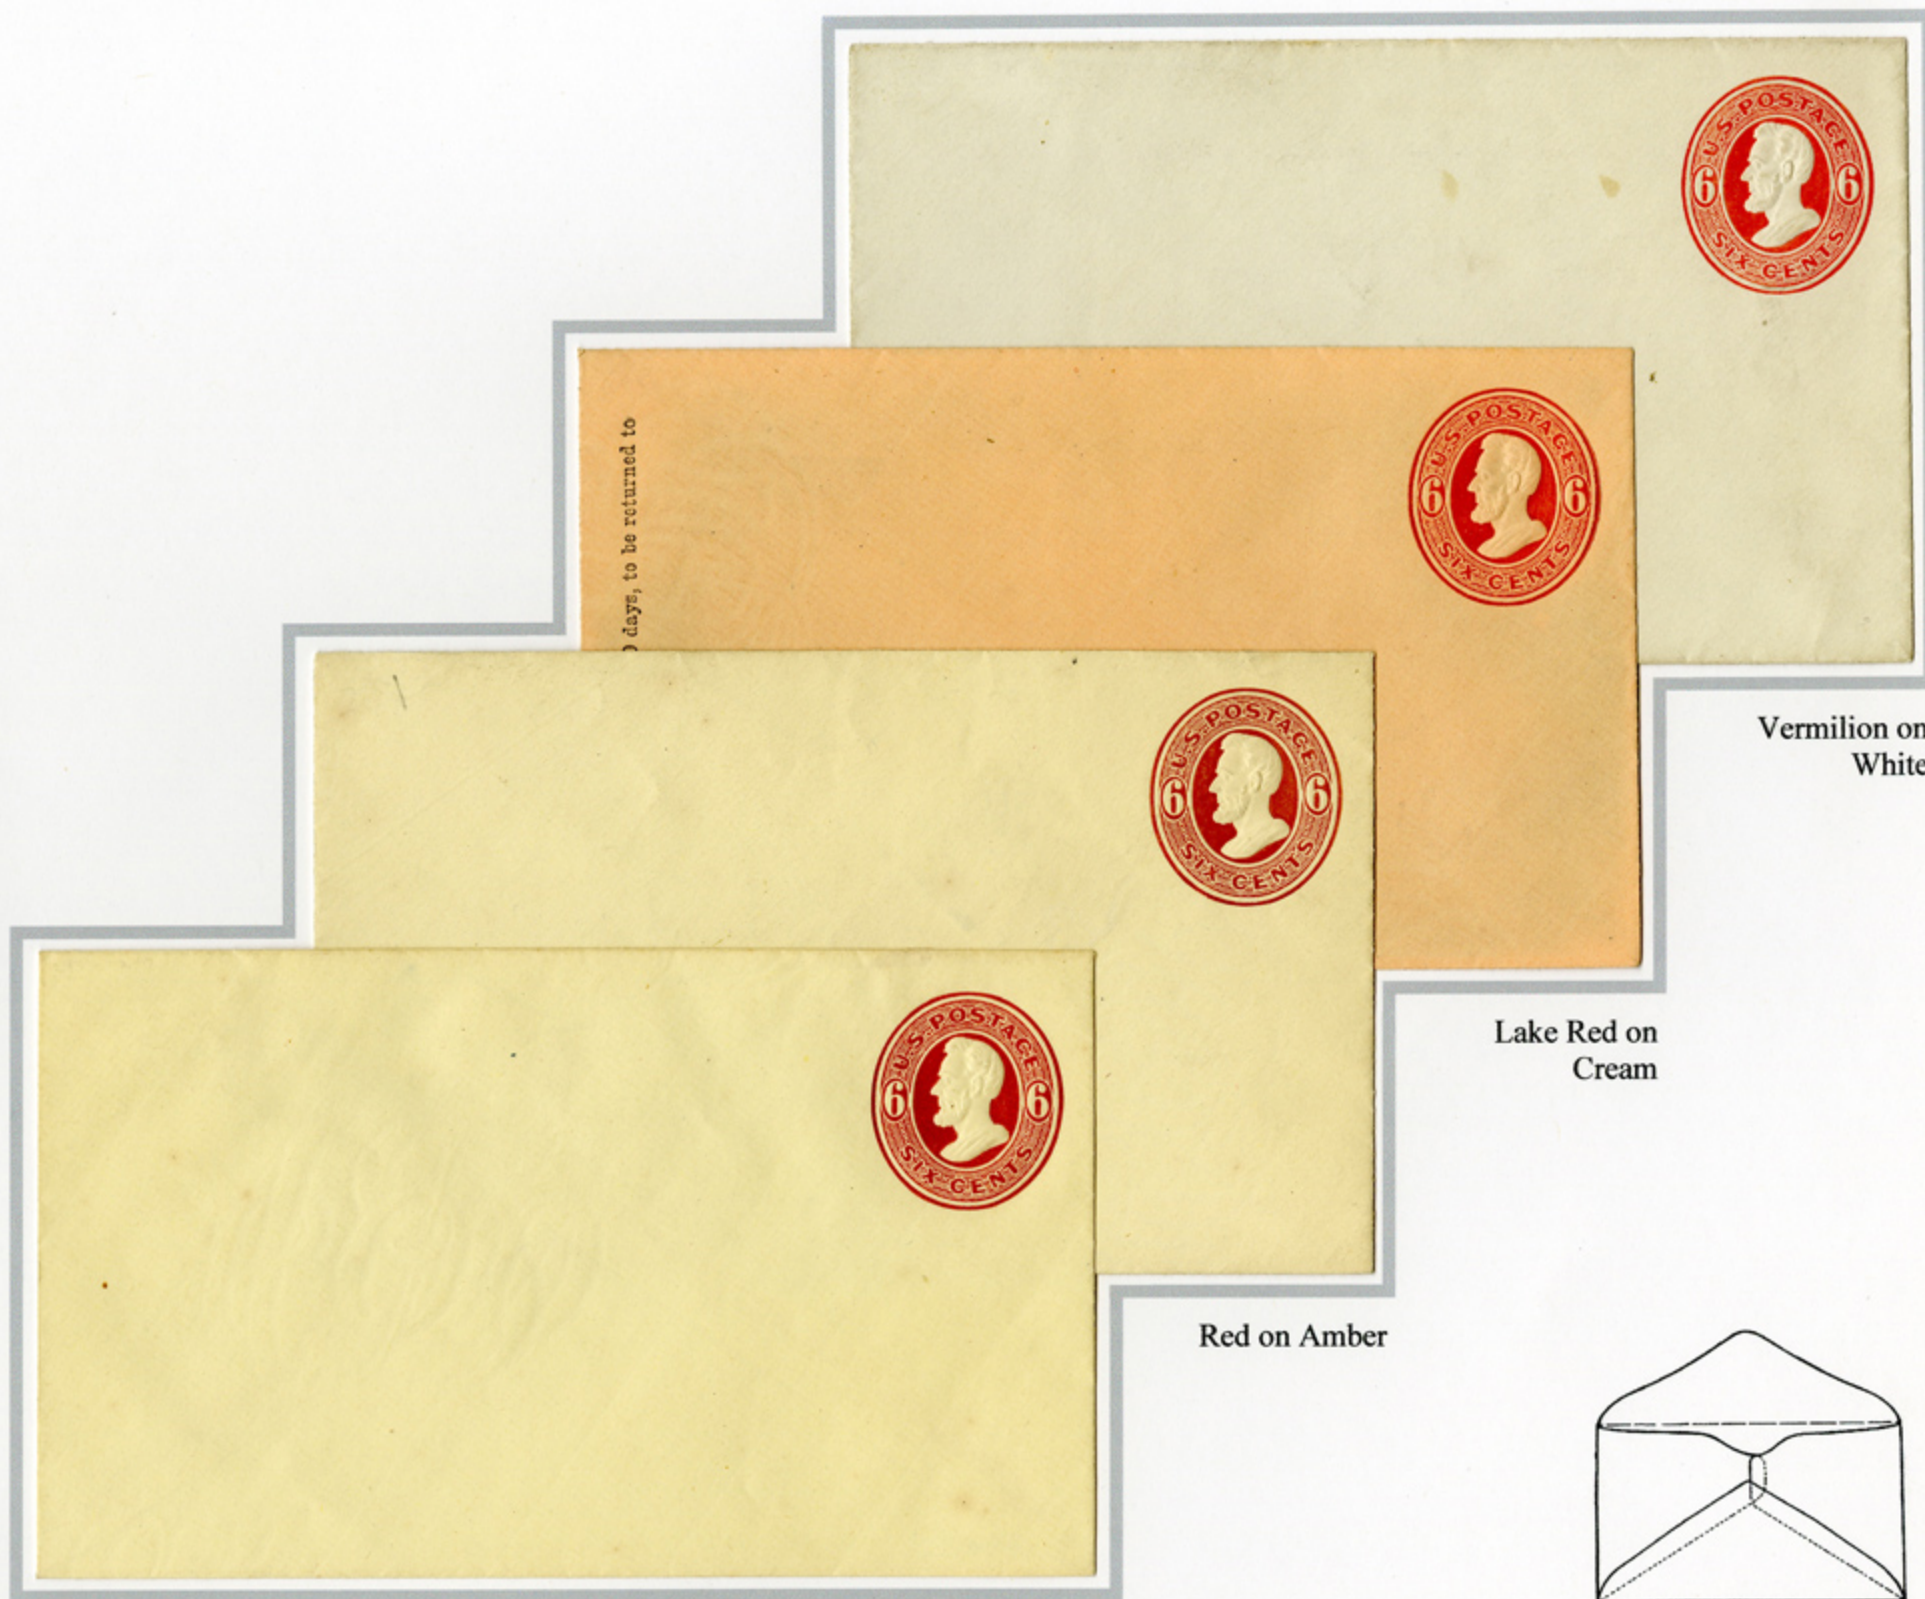 U.S. POSTAGE
6 6
SIX CENTS
days, to be returned to
U.S. POSTAGE
6 6
SIX CENTS
Vermilion on
White
U.S. POSTAGE
6 6
SIX CENTS
Lake Red on
Cream
U.S. POSTAGE
6 6
SIX CENTS
Red on Amber